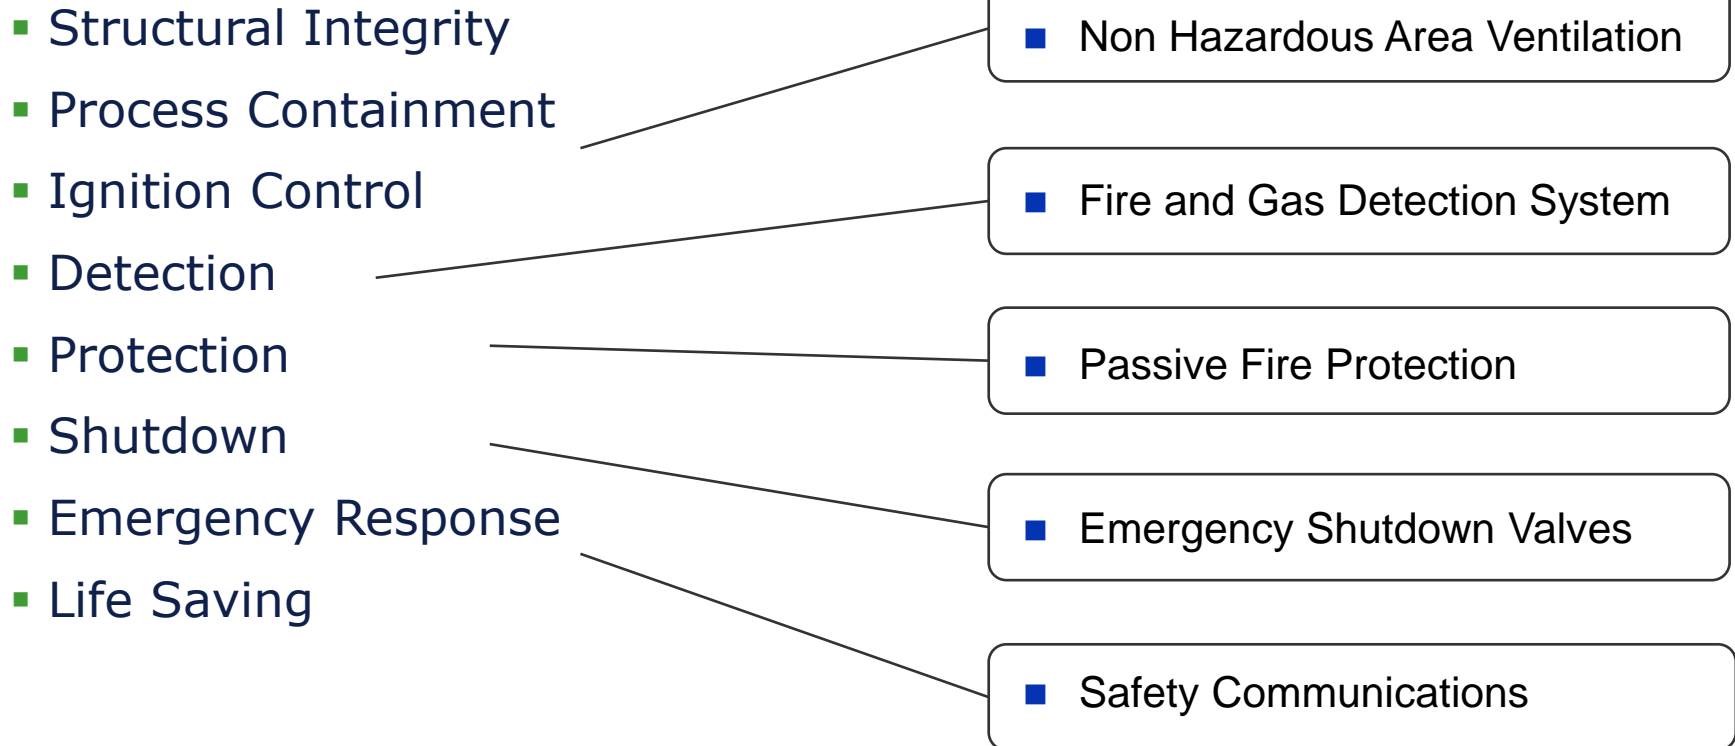 Structural Integrity
Process Containment
Ignition Control
Detection
Protection
Shutdown
Emergency Response
Life Saving
Non Hazardous Area Ventilation
Fire and Gas Detection System
Passive Fire Protection
Emergency Shutdown Valves
Safety Communications